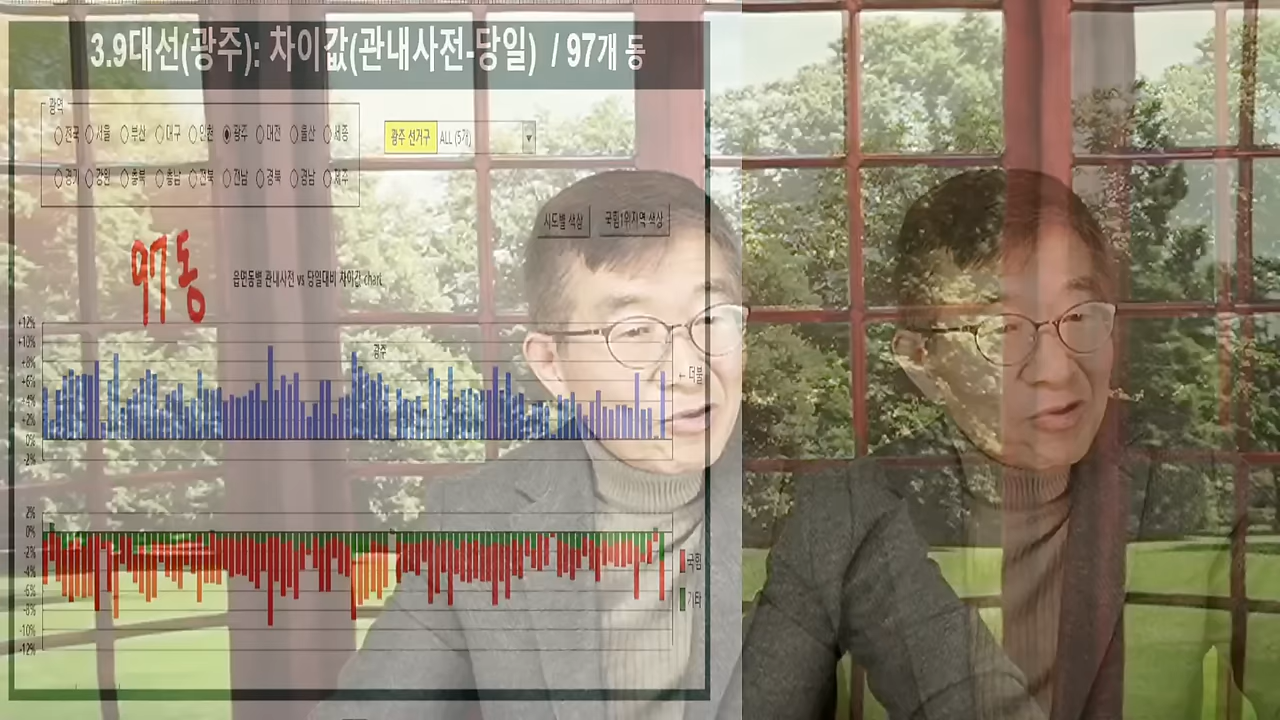 3.9대선(광주): 차이값(관내사전-당일) / 97개 동
광역
전국 서울 부산 대구 인천 광주 대전 울산 세종
경기 강원 충북 충남 전북 전남 경북 경남 제주
광주 선거구 ALL (5개)
시도별 색상 국힘1위지역 색상
97동
읍면동별 관내사전 vs 당일대비 차이값 chart
+12%
+10%
+8%
+6%
+4%
+2%
0%
-2%
광주
←더불
2%
0%
-2%
-4%
-6%
-8%
-10%
-12%
국힘
기타